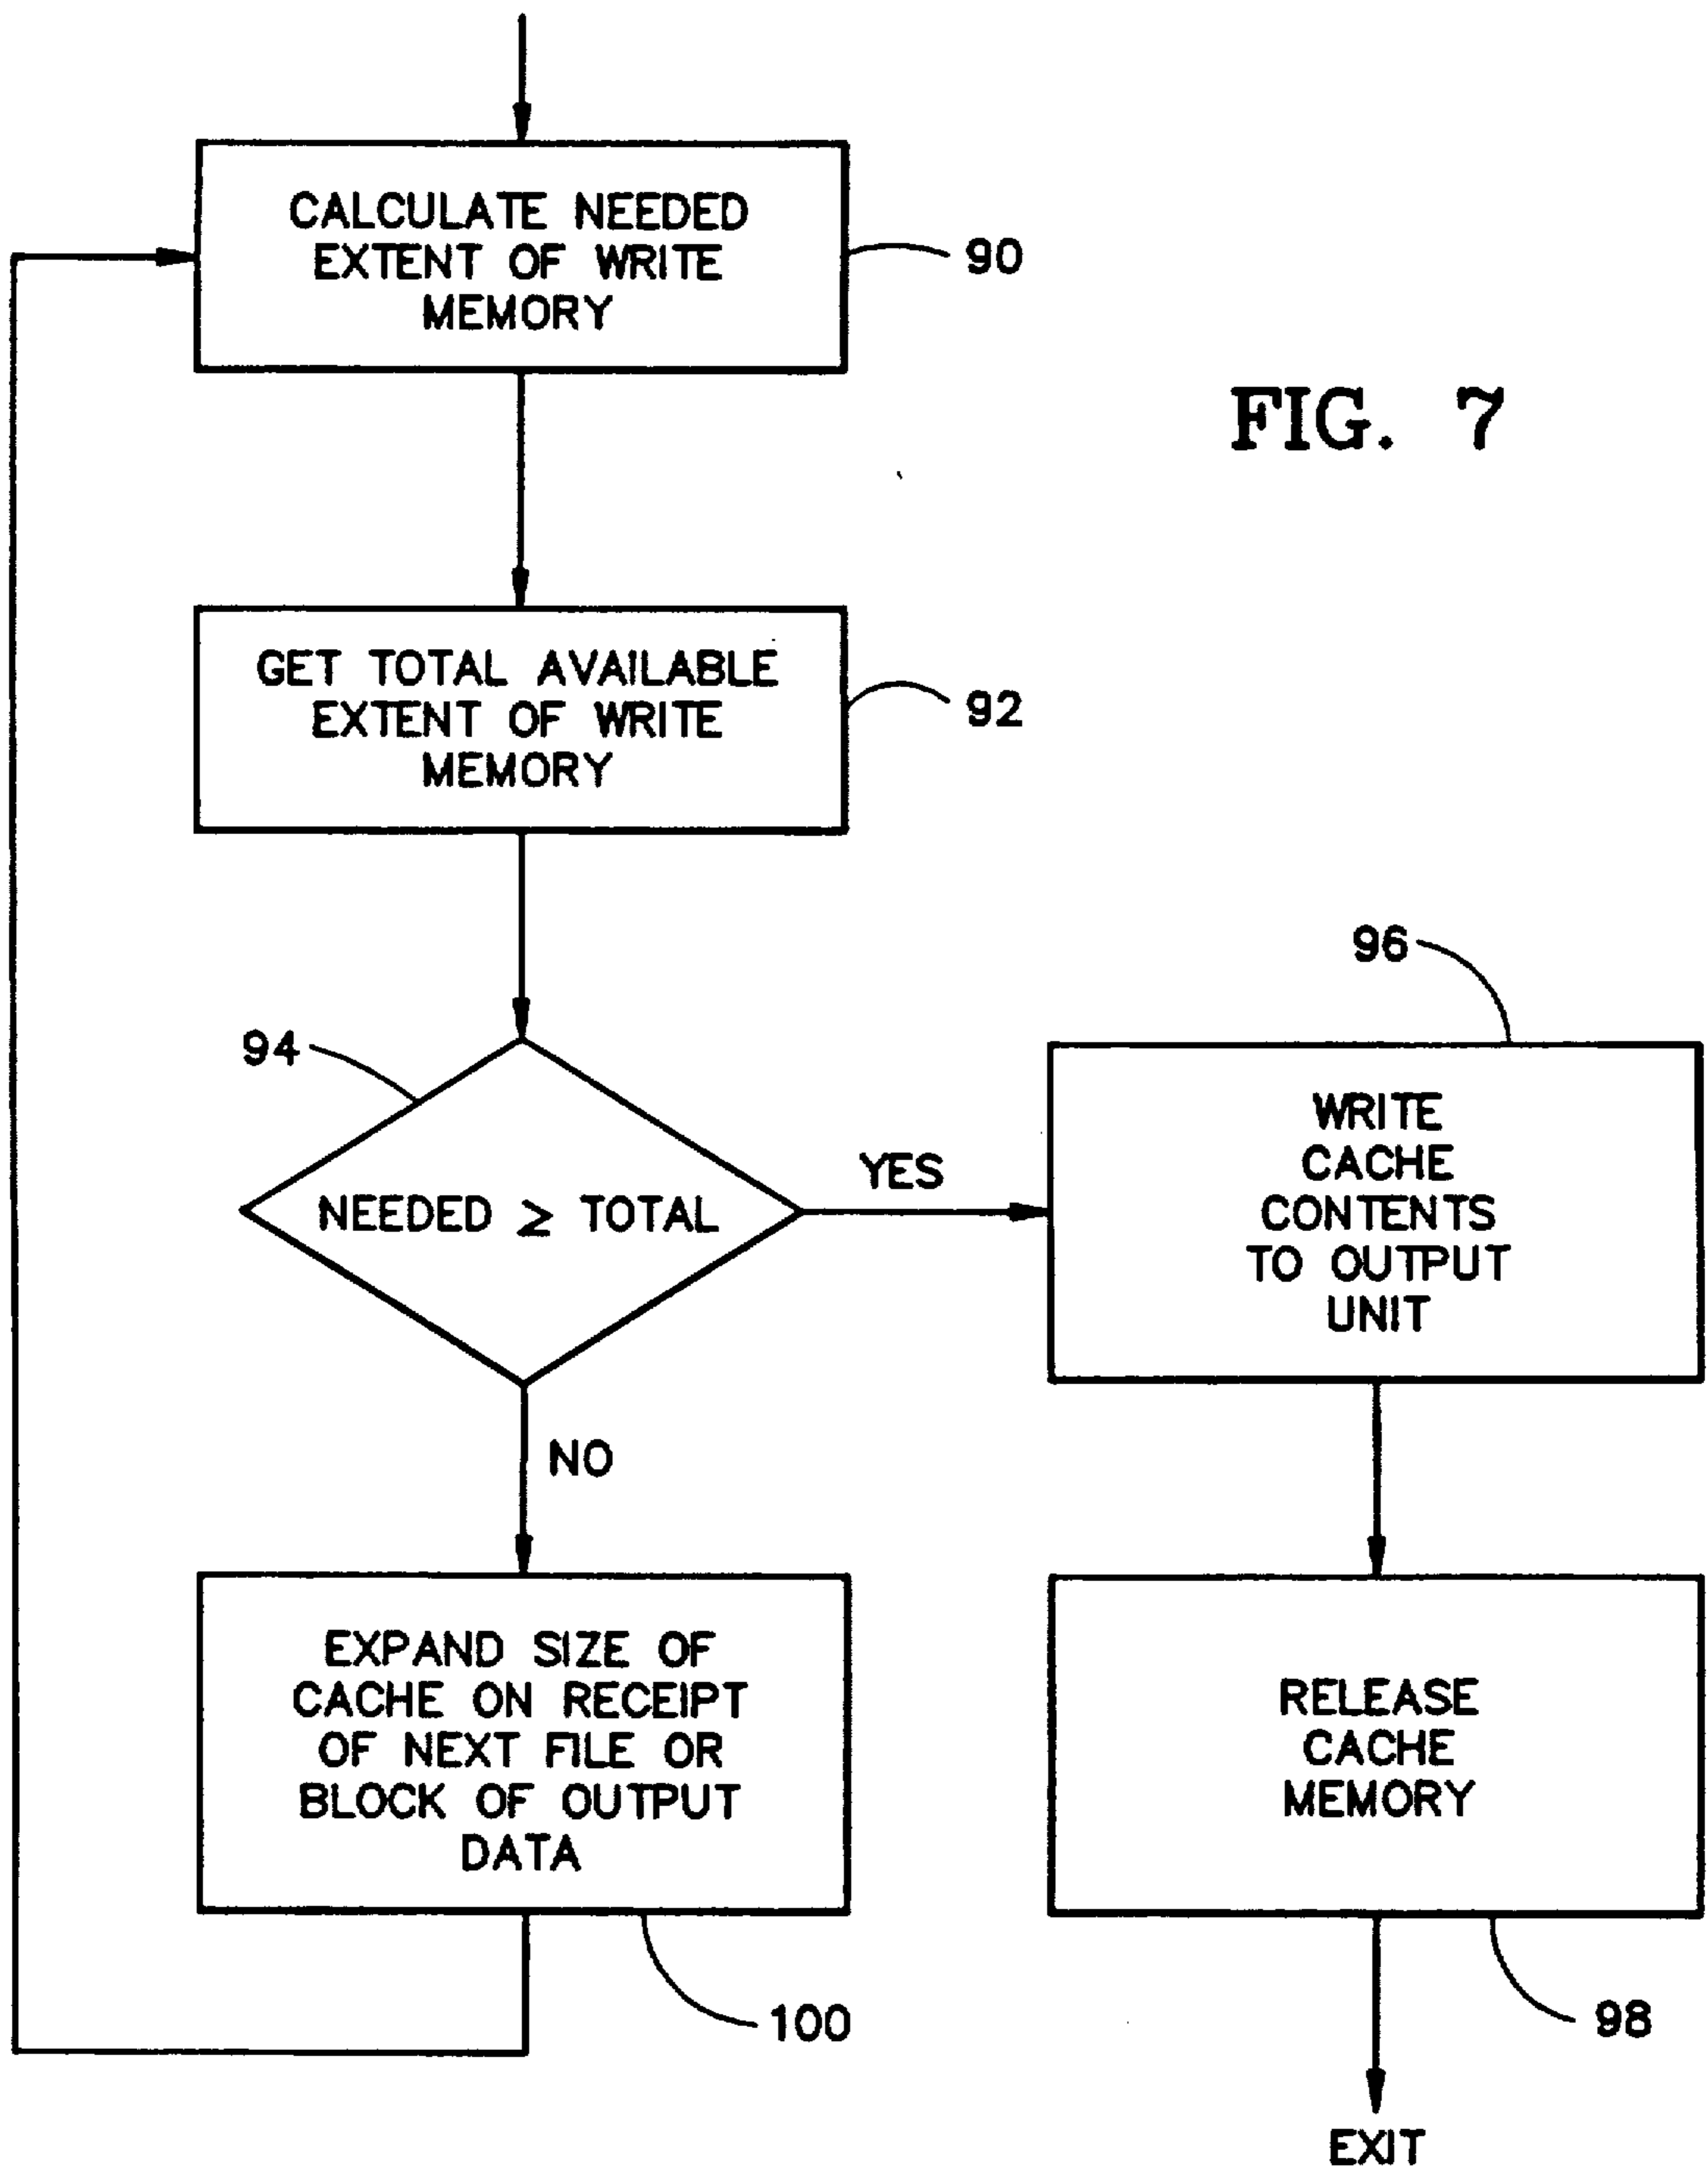 CALCULATE NEEDED
EXTENT OF WRITE
MEMORY
90
FIG. 7
GET TOTAL AVAILABLE
EXTENT OF WRITE
MEMORY
92
94
NEEDED ≥ TOTAL
YES
96
WRITE
CACHE
CONTENTS
TO OUTPUT
UNIT
NO
EXPAND SIZE OF
CACHE ON RECEIPT
OF NEXT FILE OR
BLOCK OF OUTPUT
DATA
100
RELEASE
CACHE
MEMORY
98
EXIT